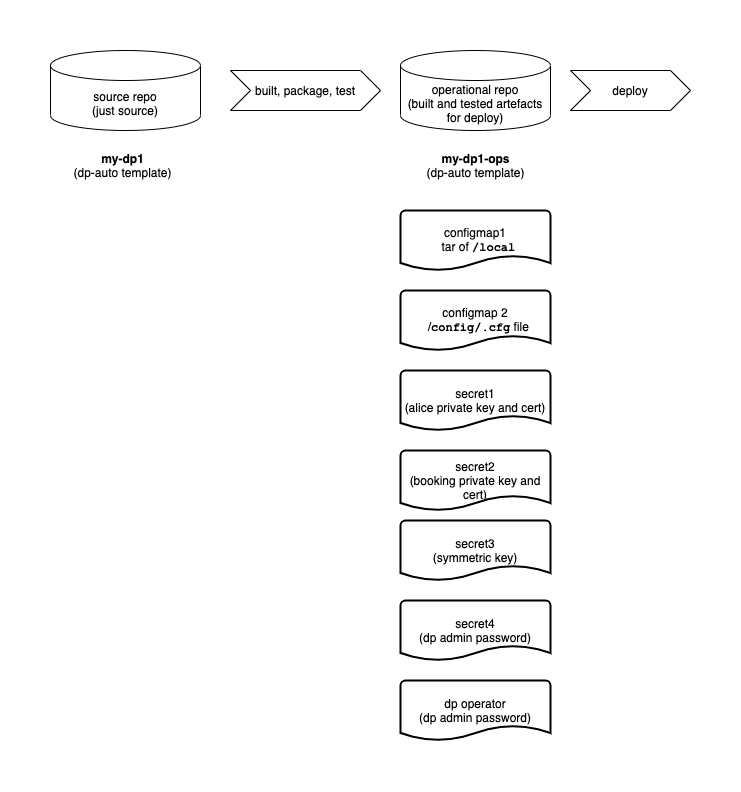 source repo
(just source)
built, package, test
operational repo
(built and tested artefacts
for deploy)
deploy
my-dp1
(dp-auto template)
my-dp1-ops
(dp-auto template)
configmap1
tar of /local
configmap 2
/config/.cfg file
secret1
(alice private key and cert)
secret2
(booking private key and
cert)
secret3
(symmetric key)
secret4
(dp admin password)
dp operator
(dp admin password)